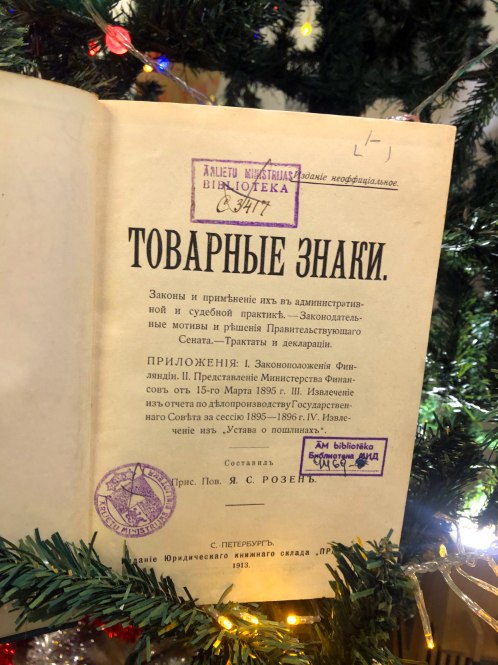 Изданіе неоффиціальное.
ĀRLIETU MINISTRIJAS
BIBLIOTEKA
3417
ТОВАРНЫЕ ЗНАКИ.
Законы и примѣненіе ихъ въ административ-
ной и судебной практикѣ.—Законодатель-
ные мотивы и рѣшенія Правительствующаго
Сената.—Трактаты и деклараціи.
ПРИЛОЖЕНІЯ: I. Законоположенія Фин-
ляндіи. II. Представленіе Министерства Финан-
совъ отъ 15-го Марта 1895 г. III. Извлеченіе
изъ отчета по дѣлопроизводству Государствен-
наго Совѣта за сессію 1895—1896 г. IV. Извле-
ченіе изъ „Устава о пошлинахъ“.
ĀM bibliotēka
Библиотека МИД
Составилъ
Прис. Пов. Я. С. РОЗЕНЪ.
С.-ПЕТЕРБУРГЪ.
Юридическаго книжнаго склада
1913.